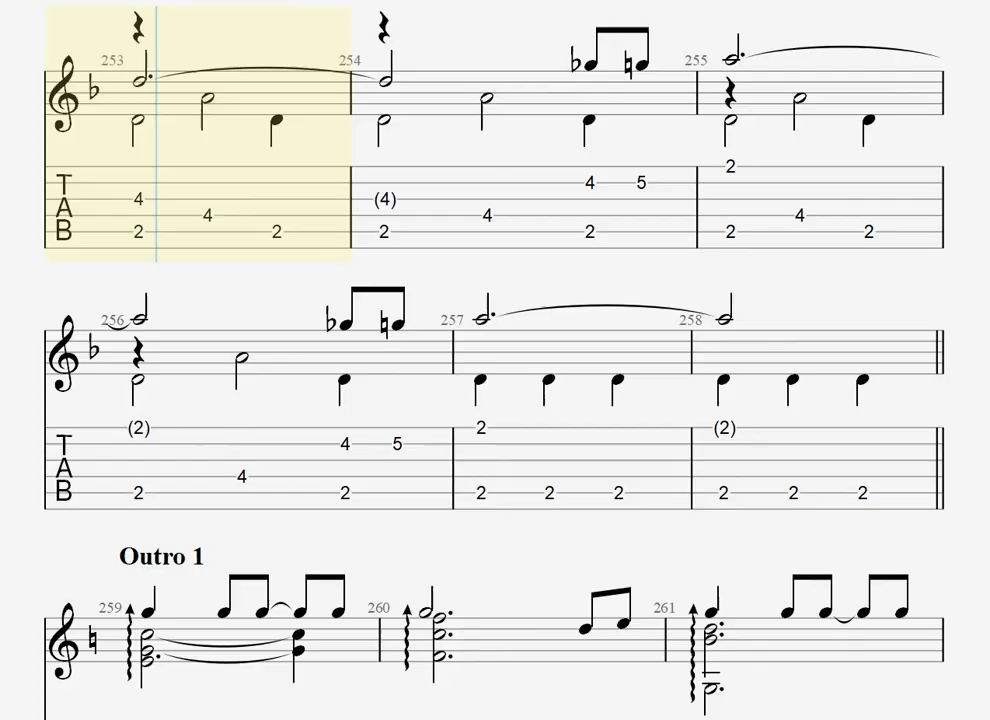 253 254 255
T 4 (4) 4 5 2
A 4 4 4
B 2 2 2 2 2 2
256 257 258
T (2) 4 5 2 (2)
A 4
B 2 2 2 2 2 2 2 2
Outro 1
259 260 261